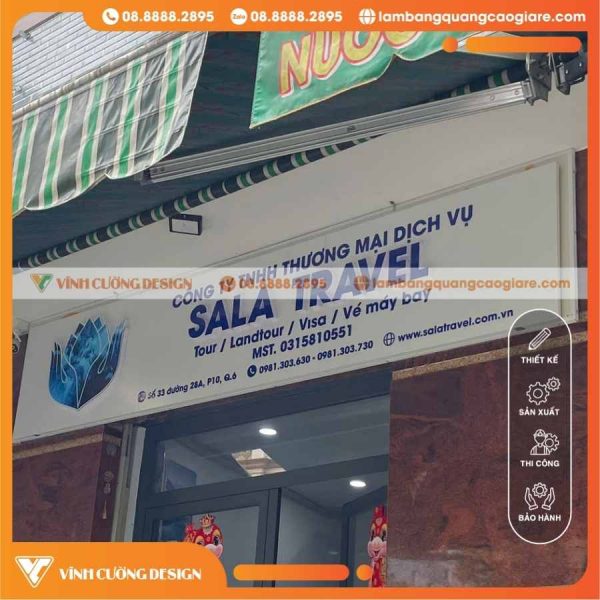 08.8888.2895 Zalo 08.8888.2895 lambangquangcaogiare.com
NƯỚC
CÔNG TY TNHH THƯƠNG MẠI DỊCH VỤ
SALA TRAVEL
VĨNH CƯỜNG DESIGN 08.8888.2895 lambangquangcaogiare.com
Tour / Landtour / Visa / Vé máy bay
MST. 0315810551
Số 33 đường 28A, P10, Q.6 0981.303.630 - 0981.303.730 www.salatravel.com.vn
THIẾT KẾ
SẢN XUẤT
THI CÔNG
BẢO HÀNH
VĨNH CƯỜNG DESIGN